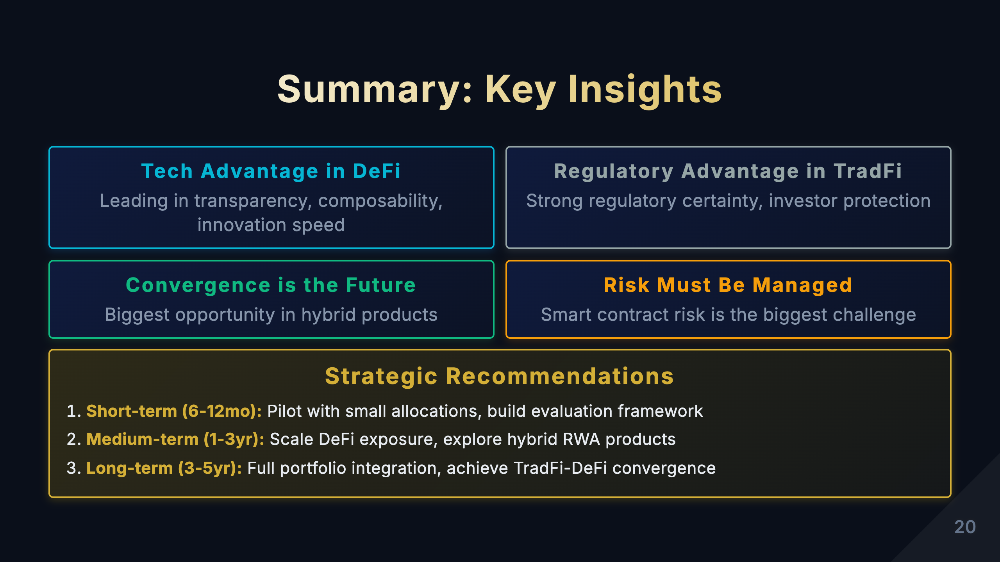 Summary: Key Insights
Tech Advantage in DeFi
Leading in transparency, composability,
innovation speed
Regulatory Advantage in TradFi
Strong regulatory certainty, investor protection
Convergence is the Future
Biggest opportunity in hybrid products
Risk Must Be Managed
Smart contract risk is the biggest challenge
Strategic Recommendations
1. Short-term (6-12mo): Pilot with small allocations, build evaluation framework
2. Medium-term (1-3yr): Scale DeFi exposure, explore hybrid RWA products
3. Long-term (3-5yr): Full portfolio integration, achieve TradFi-DeFi convergence
20